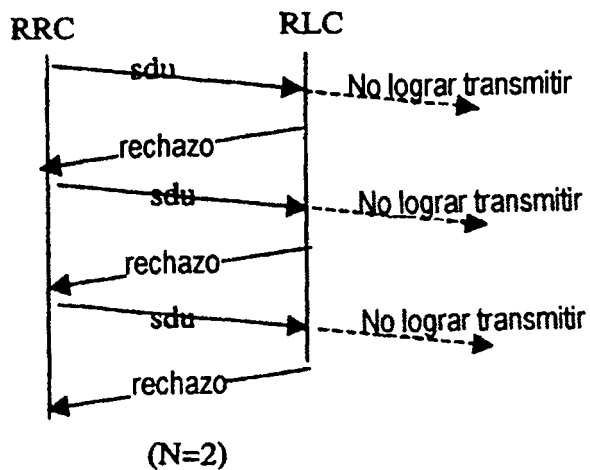 RRC RLC
sdu
No lograr transmitir
rechazo
sdu
No lograr transmitir
rechazo
sdu
No lograr transmitir
rechazo
(N=2)